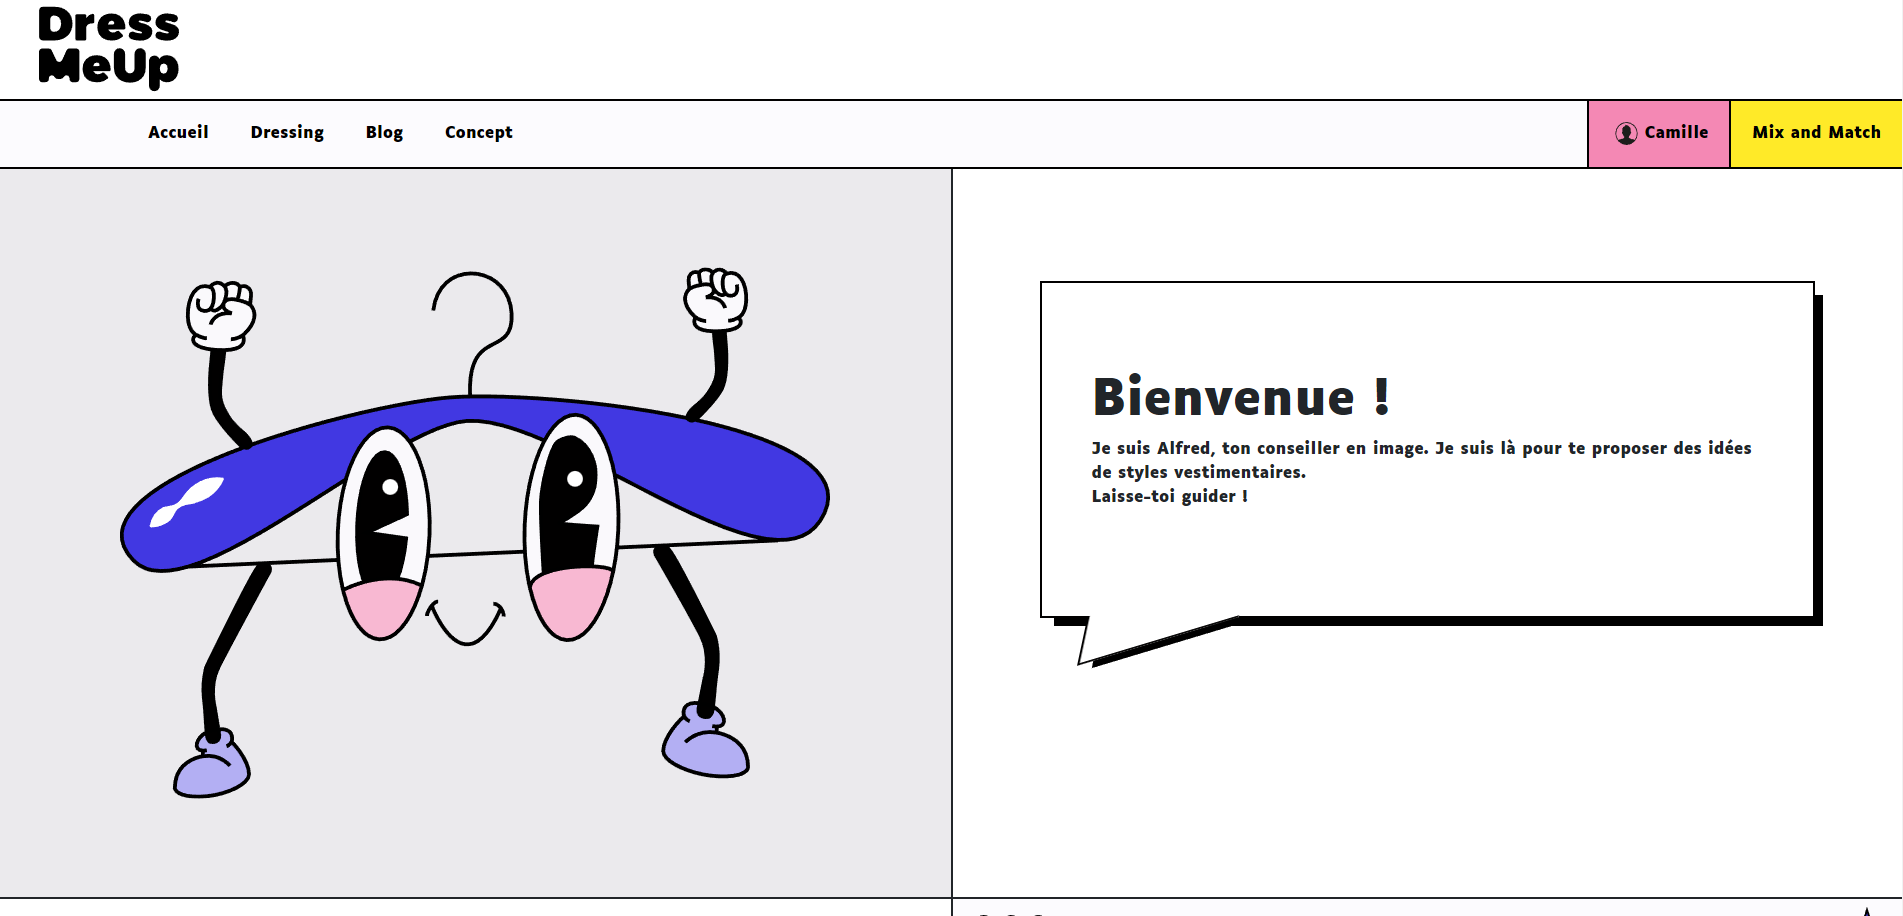 Dress
MeUp
Accueil Dressing Blog Concept Camille Mix and Match
Bienvenue !
Je suis Alfred, ton conseiller en image. Je suis là pour te proposer des idées
de styles vestimentaires.
Laisse-toi guider !